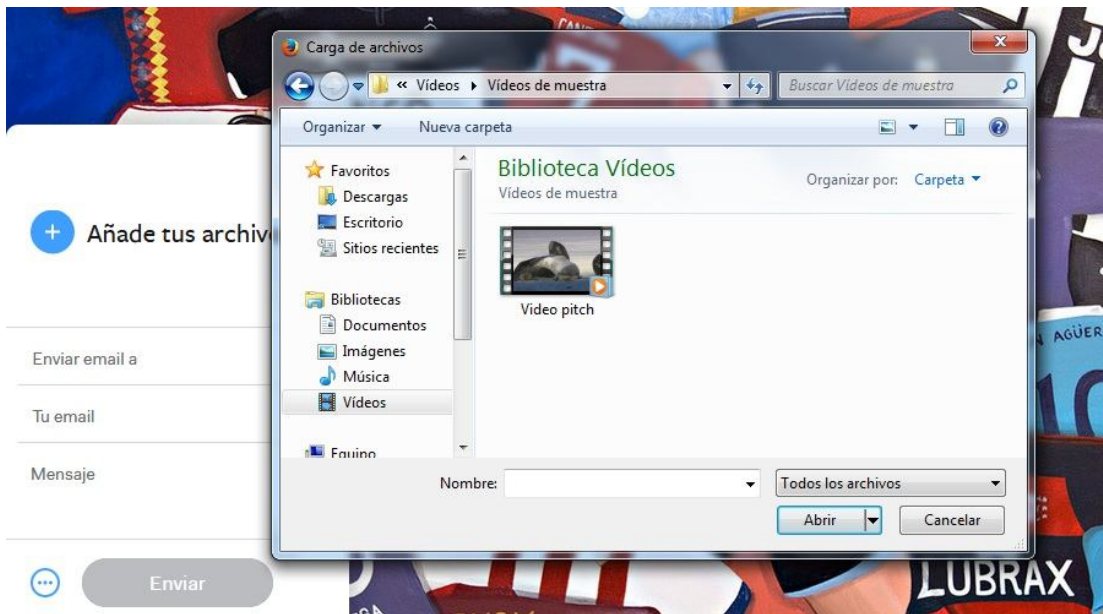 Carga de archivos
« Vídeos ▸ Vídeos de muestra
Buscar Vídeos de muestra
Organizar
Nueva carpeta
Favoritos
Descargas
Escritorio
Sitios recientes
Bibliotecas
Documentos
Imágenes
Música
Vídeos
Equipo
Biblioteca Vídeos
Vídeos de muestra
Organizar por: Carpeta
Video pitch
Nombre:
Todos los archivos
Abrir
Cancelar
Añade tus archiv
Enviar email a
Tu email
Mensaje
Enviar
AGÜER
10
LUBRAX